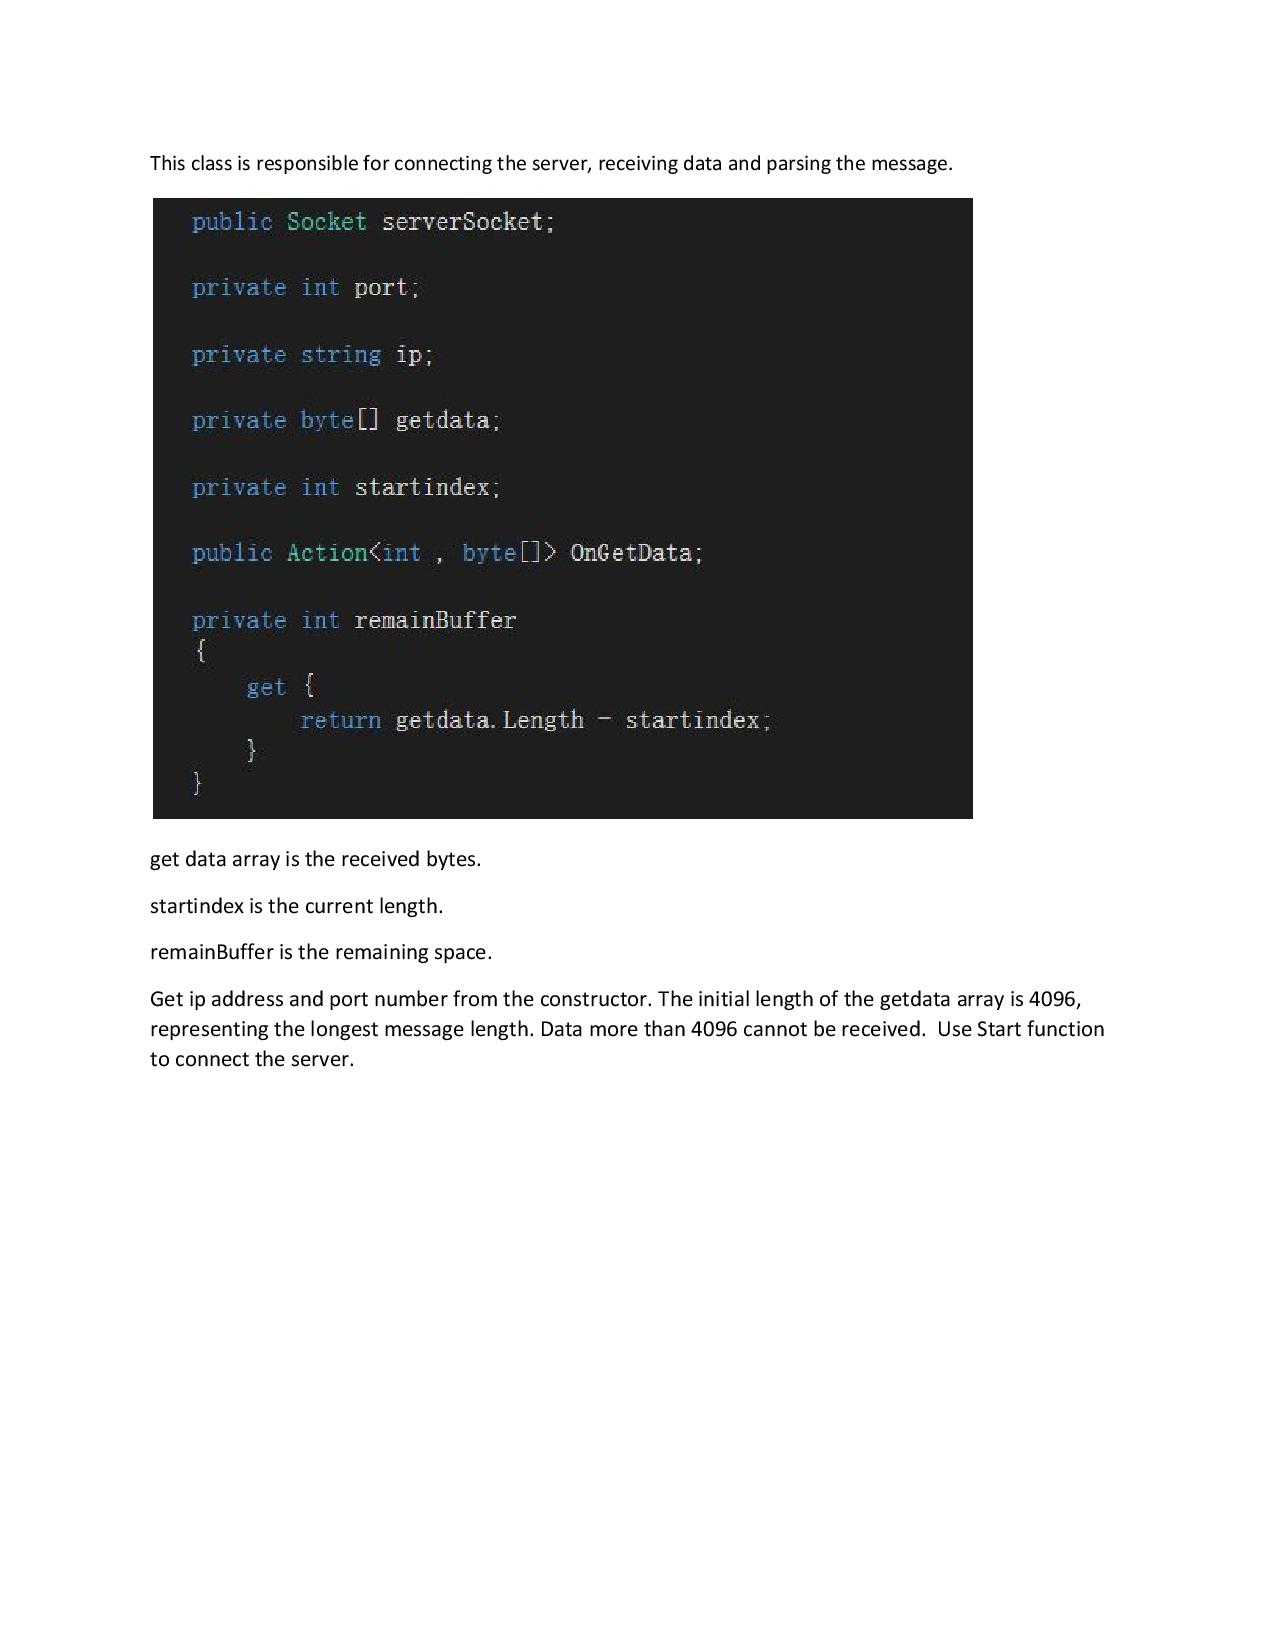 This class is responsible for connecting the server, receiving data and parsing the message.
public Socket serverSocket;
private int port;
private string ip;
private byte[] getdata;
private int startindex;
public Action<int , byte[]> OnGetData;
private int remainBuffer
{
get {
return getdata.Length - startindex;
}
}
get data array is the received bytes.
startindex is the current length.
remainBuffer is the remaining space.
Get ip address and port number from the constructor. The initial length of the getdata array is 4096,
representing the longest message length. Data more than 4096 cannot be received.  Use Start function
to connect the server.